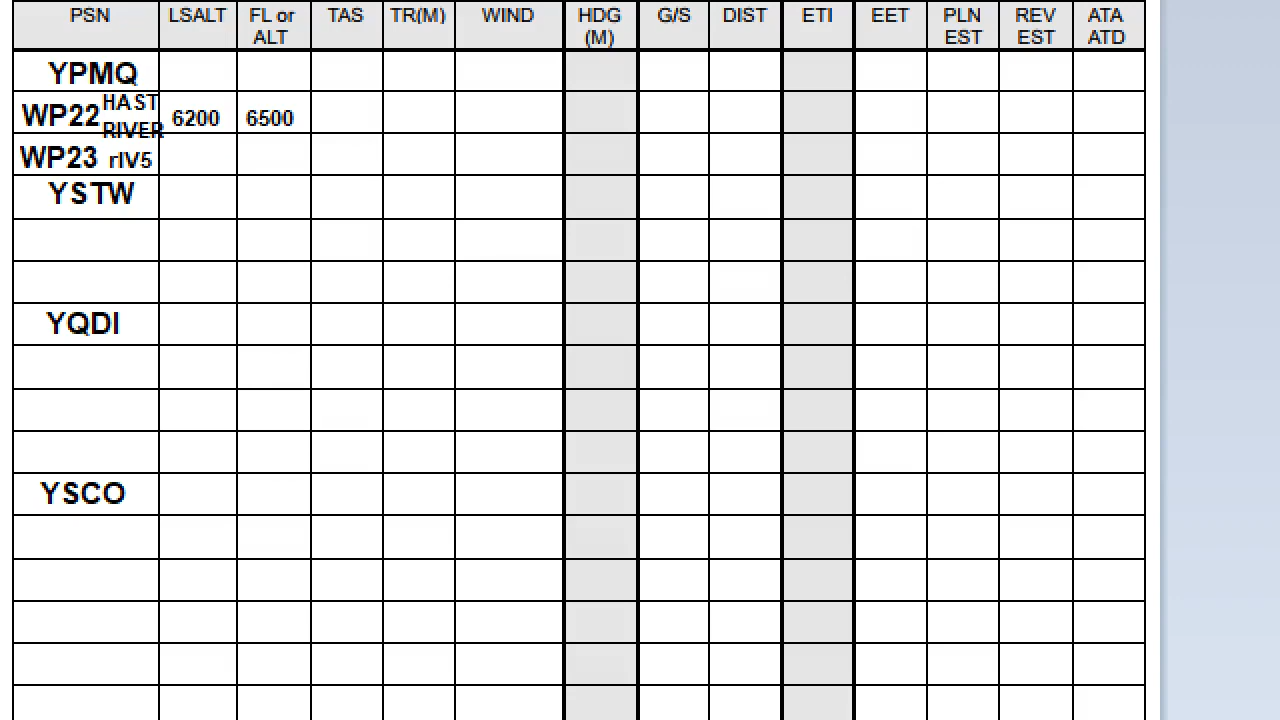 PSN LSALT FL or ALT TAS TR(M) WIND HDG (M) G/S DIST ETI EET PLN EST REV EST ATA ATD
YPMQ
WP22 HAST RIVER 6200 6500
WP23 rIV5
YSTW
YQDI
YSCO